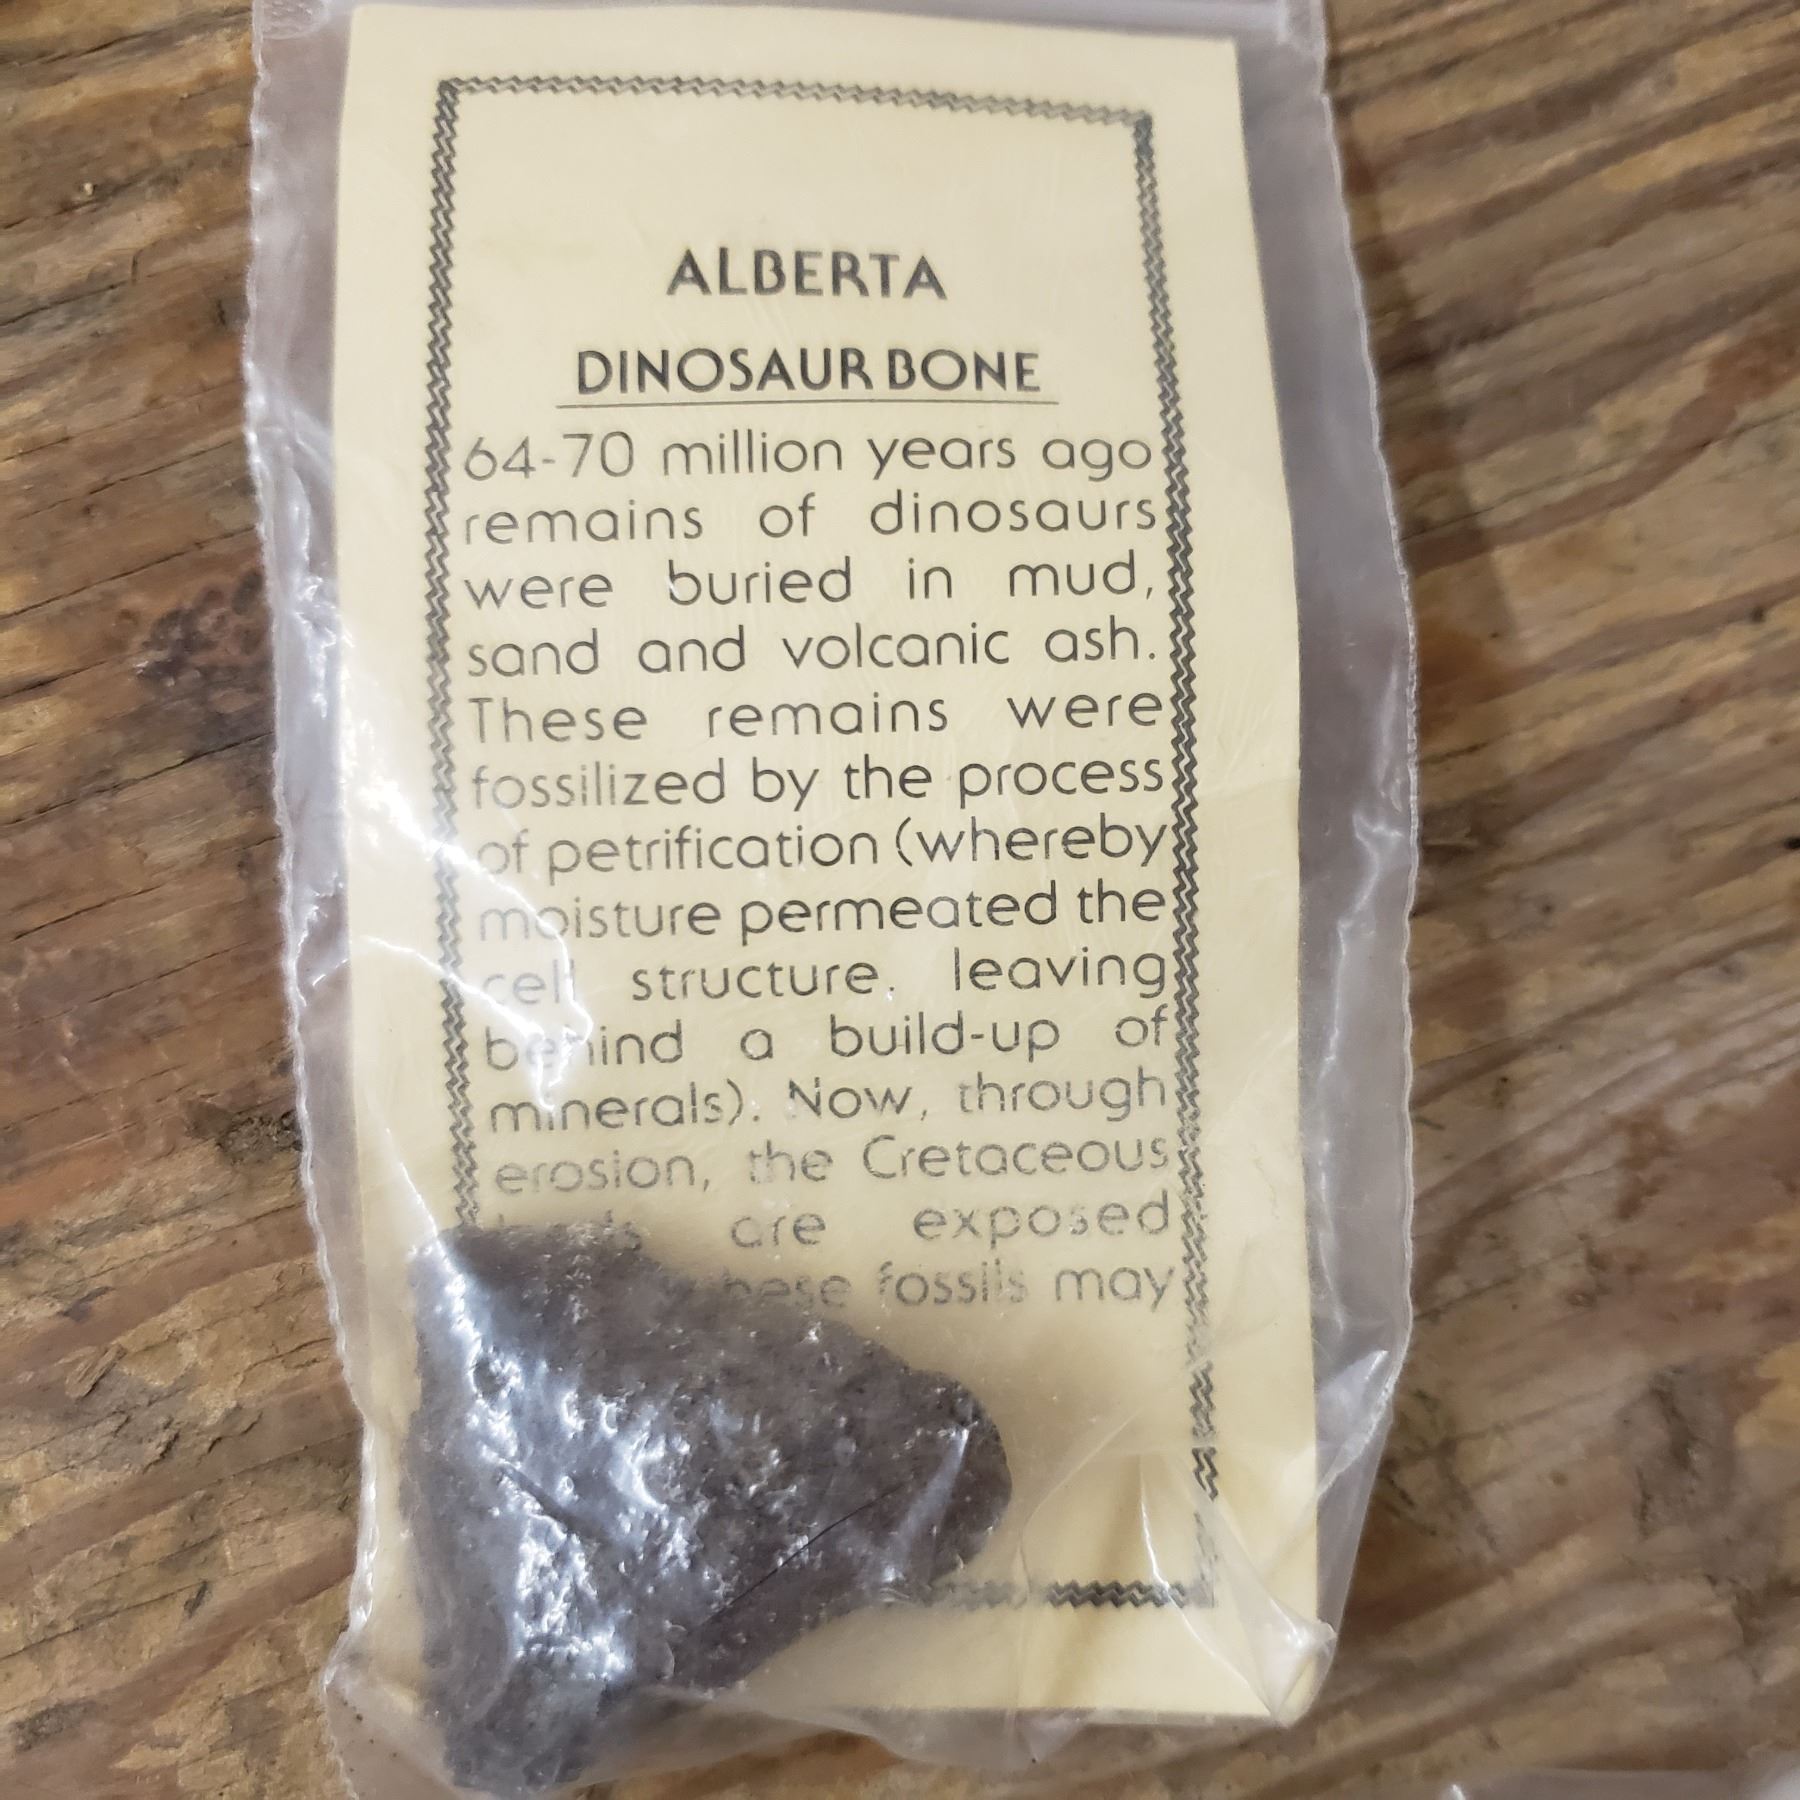 ALBERTA
DINOSAUR BONE
64-70 million years ago
remains of dinosaurs
were buried in mud,
sand and volcanic ash.
These remains were
fossilized by the process
of petrification (whereby
moisture permeated the
cell structure, leaving
behind a build-up of
minerals). Now, through
erosion, the Cretaceous
are exposed
these fossils may